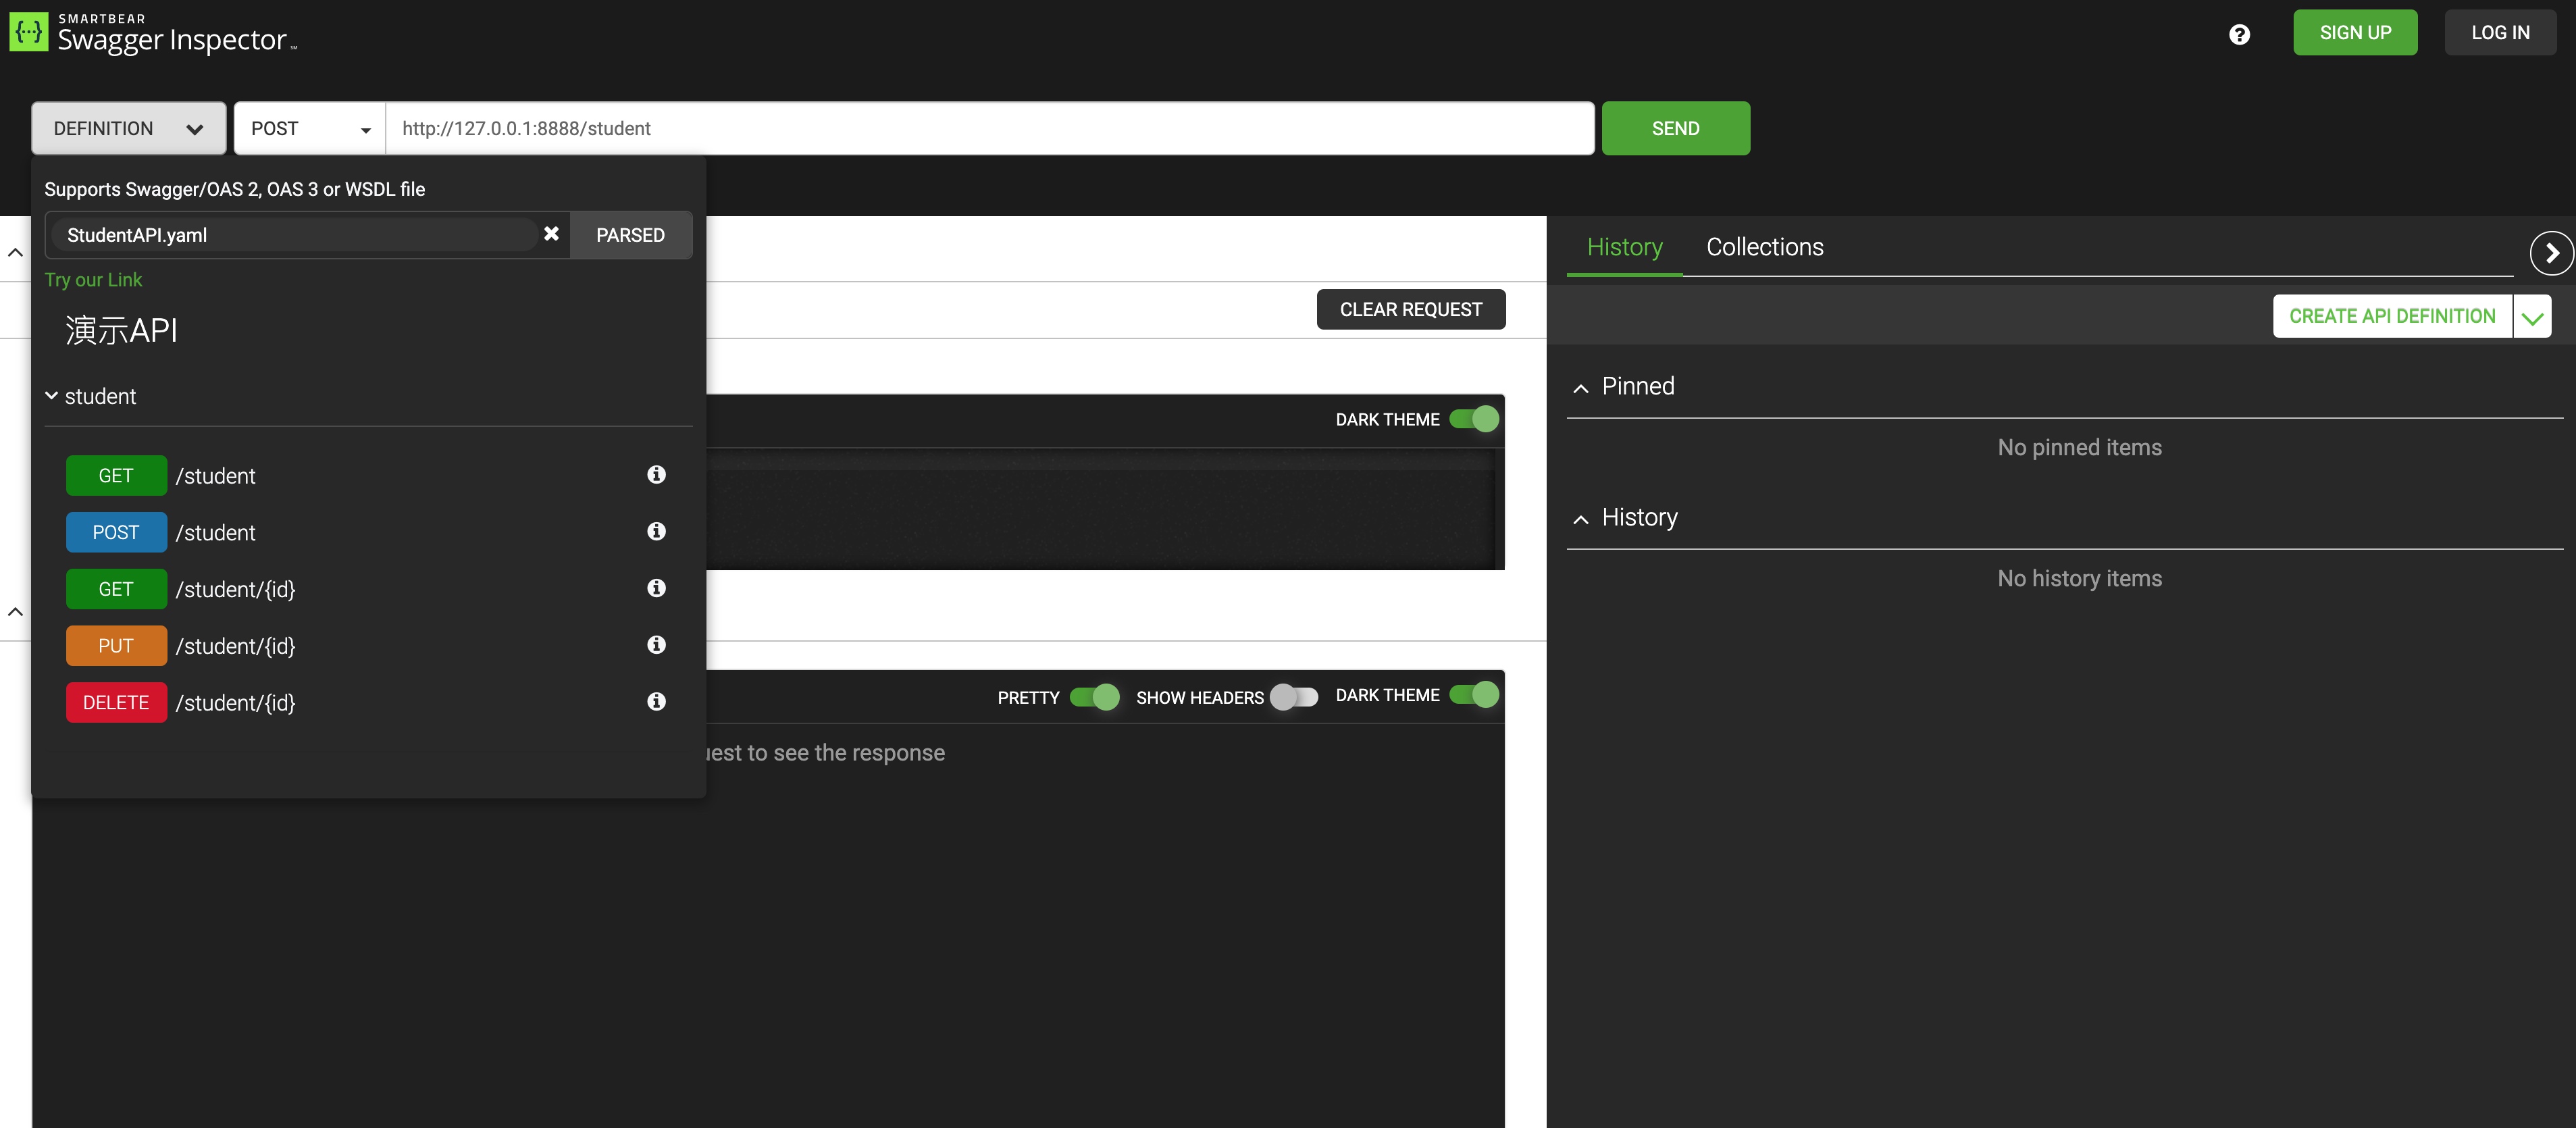 SMARTBEAR
Swagger Inspector
SIGN UP
LOG IN
DEFINITION
POST
http://127.0.0.1:8888/student
SEND
Supports Swagger/OAS 2, OAS 3 or WSDL file
StudentAPI.yaml
PARSED
Try our Link
演示API
student
GET /student
POST /student
GET /student/{id}
PUT /student/{id}
DELETE /student/{id}
CLEAR REQUEST
DARK THEME
PRETTY
SHOW HEADERS
DARK THEME
to see the response
History
Collections
CREATE API DEFINITION
Pinned
No pinned items
History
No history items